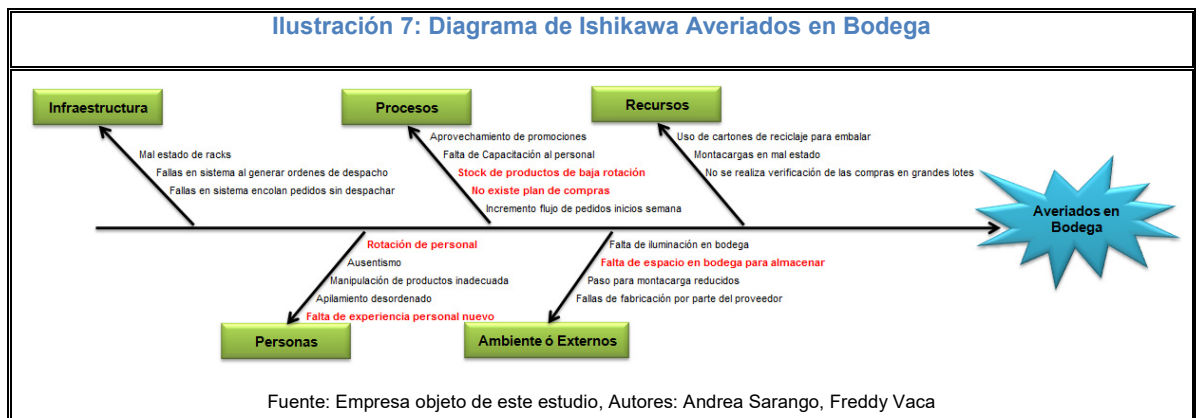 Ilustración 7: Diagrama de Ishikawa Averiados en Bodega
Infraestructura
Mal estado de racks
Fallas en sistema al generar ordenes de despacho
Fallas en sistema encolan pedidos sin despachar
Procesos
Aprovechamiento de promociones
Falta de Capacitación al personal
Stock de productos de baja rotación
No existe plan de compras
Incremento flujo de pedidos inicios semana
Recursos
Uso de cartones de reciclaje para embalar
Montacargas en mal estado
No se realiza verificación de las compras en grandes lotes
Averiados en
Bodega
Rotación de personal
Ausentismo
Manipulación de productos inadecuada
Apilamiento desordenado
Falta de experiencia personal nuevo
Personas
Falta de iluminación en bodega
Falta de espacio en bodega para almacenar
Paso para montacarga reducidos
Fallas de fabricación por parte del proveedor
Ambiente ó Externos
Fuente: Empresa objeto de este estudio, Autores: Andrea Sarango, Freddy Vaca